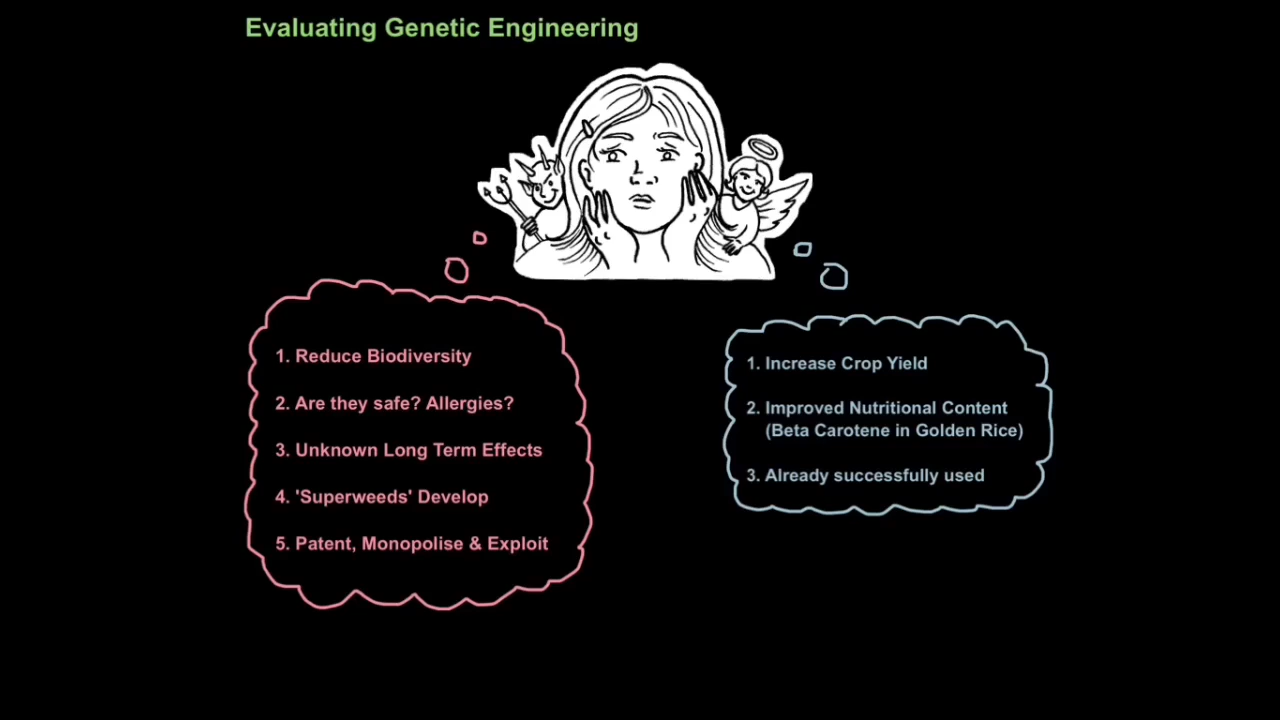 Evaluating Genetic Engineering
1. Reduce Biodiversity
2. Are they safe? Allergies?
3. Unknown Long Term Effects
4. 'Superweeds' Develop
5. Patent, Monopolise & Exploit
1. Increase Crop Yield
2. Improved Nutritional Content
(Beta Carotene in Golden Rice)
3. Already successfully used